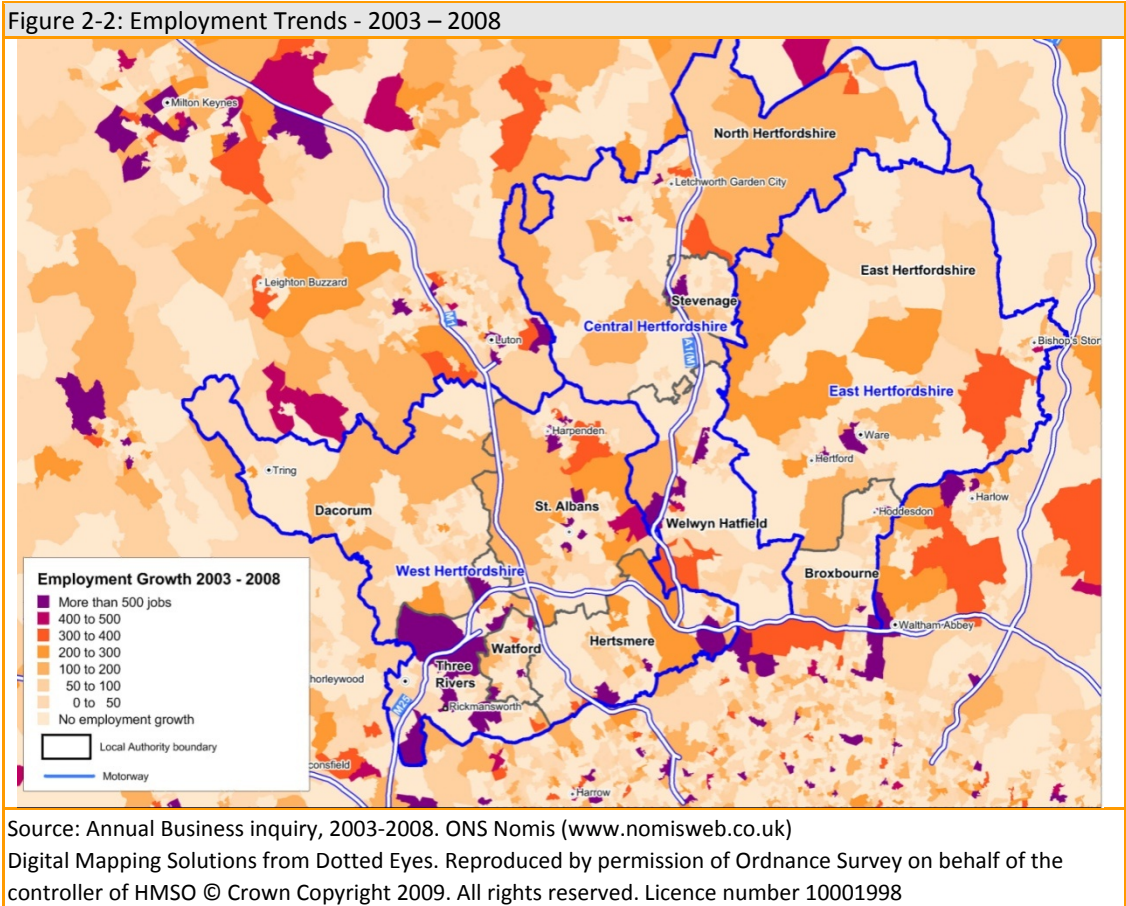 Figure 2-2: Employment Trends - 2003 – 2008
Milton Keynes
North Hertfordshire
Letchworth Garden City
East Hertfordshire
Leighton Buzzard
Stevenage
Central Hertfordshire
M1
Luton
A1(M)
Bishop's Stor
East Hertfordshire
Harpenden
Ware
Hertford
Tring
Harlow
Dacorum
St. Albans
Hoddesdon
Welwyn Hatfield
West Hertfordshire
Broxbourne
Waltham Abbey
Hertsmere
Watford
Three
Rivers
horleywood
M25
Rickmansworth
consfield
Harrow
Employment Growth 2003 - 2008
More than 500 jobs
400 to 500
300 to 400
200 to 300
100 to 200
50 to 100
0 to 50
No employment growth
Local Authority boundary
Motorway
Source: Annual Business inquiry, 2003-2008. ONS Nomis (www.nomisweb.co.uk)
Digital Mapping Solutions from Dotted Eyes. Reproduced by permission of Ordnance Survey on behalf of the
controller of HMSO © Crown Copyright 2009. All rights reserved. Licence number 10001998